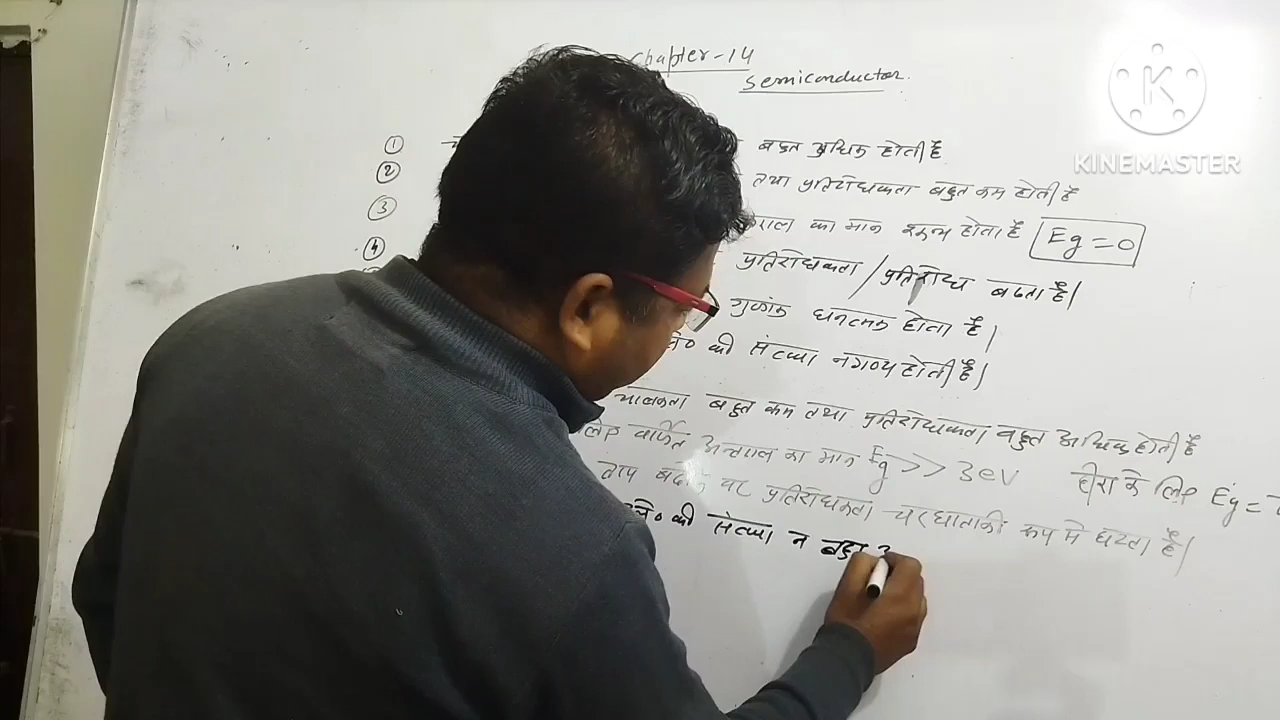 Chapter-14
Semiconductor.
KINEMASTER
① बहुत अधिक होती है.
② तथा प्रतिरोधकता बहुत कम होती है
③ का मान शून्य होता है Eg=0
④ प्रतिरोधकता/प्रतिरोध बढता है|
गुणांक धनात्मक होता है|
की संख्या नगण्य होती है|
चालकता बहुत कम तथा प्रतिरोधकता बहुत अधिक होती है
लिए वर्जित अन्तराल का मान Eg >> 3eV हीरा के लिए Eg =
ताप बढाने पर प्रतिरोधकता चरघाताकी रूप मे घटता है|
की संख्या न